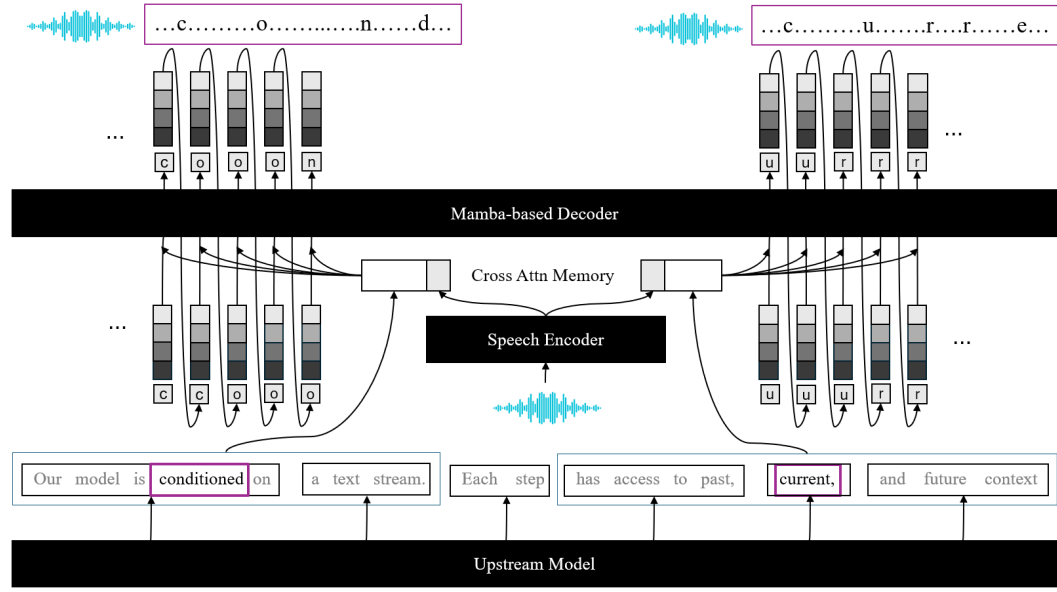 …c………o……...……n……d…
…c………u…….r….r……e…
...
...
c o o o n
u u r r r
Mamba-based Decoder
Cross Attn Memory
...
Speech Encoder
...
c c o o o
u u u r r
Our model is conditioned on
a text stream.
Each step
has access to past,
current,
and future context
Upstream Model